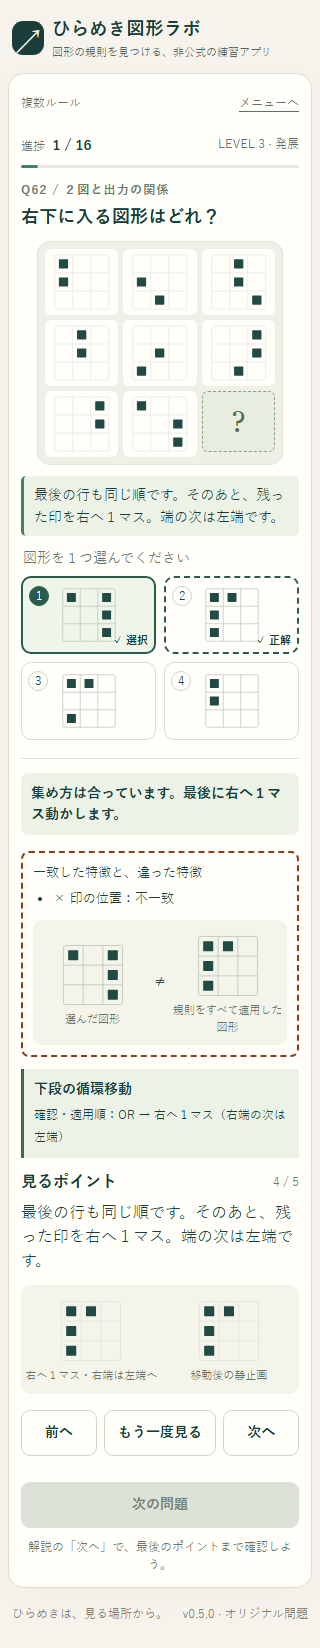 ひらめき図形ラボ
図形の規則を見つける、非公式の練習アプリ
複数ルール
メニューへ
進捗 1 / 16
LEVEL 3 · 発展
Q62 / 2図と出力の関係
右下に入る図形はどれ？
?
最後の行も同じ順です。そのあと、残っ
た印を右へ1マス。端の次は左端です。
図形を1つ選んでください
1
✓ 選択
2
✓ 正解
3
4
集め方は合っています。最後に右へ1マ
ス動かします。
一致した特徴と、違った特徴
• × 印の位置：不一致
≠
選んだ図形
規則をすべて適用した
図形
下段の循環移動
確認・適用順：OR → 右へ1マス（右端の次は
左端）
見るポイント
4 / 5
最後の行も同じ順です。そのあと、残
った印を右へ1マス。端の次は左端で
す。
右へ1マス・右端は左端へ
移動後の静止画
前へ
もう一度見る
次へ
次の問題
解説の「次へ」で、最後のポイントまで確認しよ
う。
ひらめきは、見る場所から。
v0.5.0 · オリジナル問題